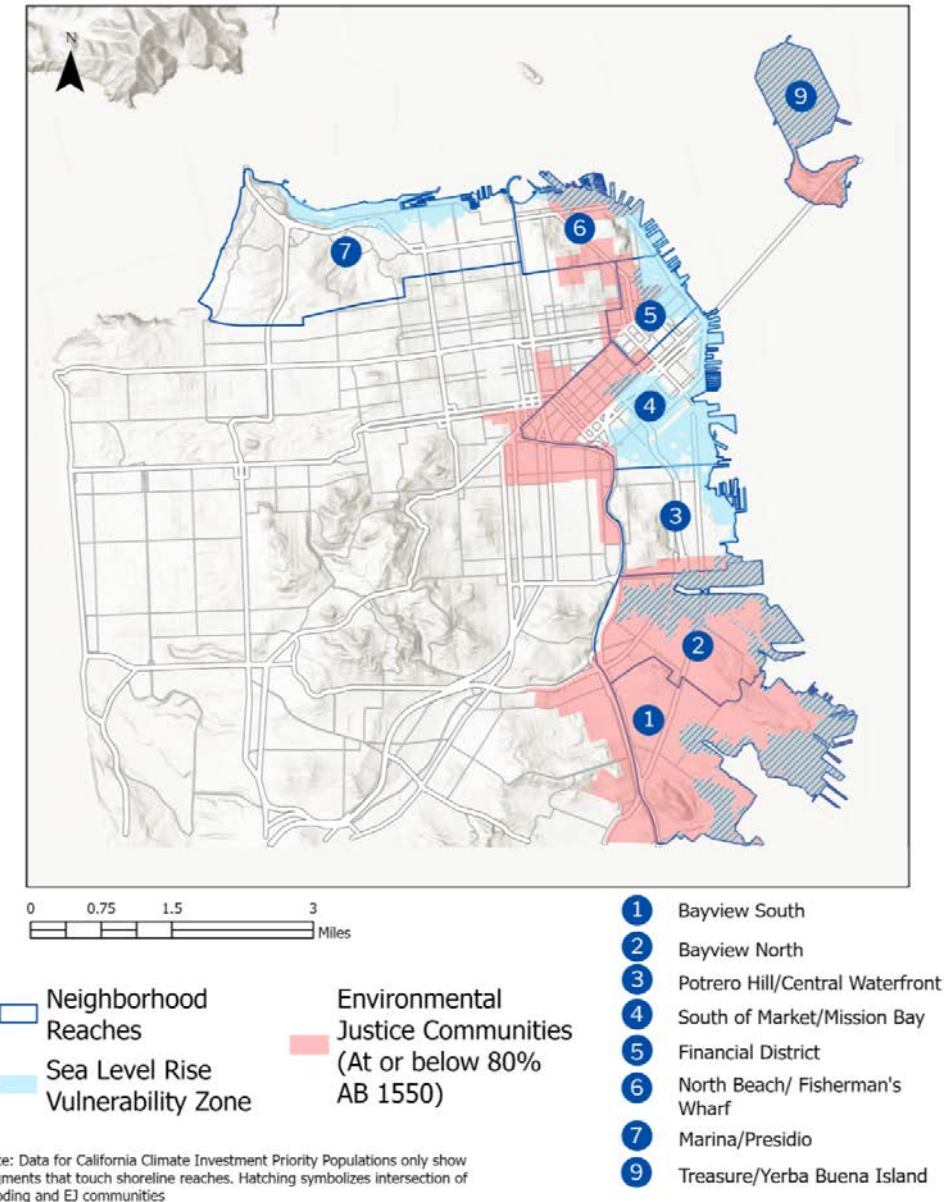 N
9
6
7
5
4
3
2
1
0 0.75 1.5 3
Miles
Neighborhood
Reaches
Sea Level Rise
Vulnerability Zone
Environmental
Justice Communities
(At or below 80%
AB 1550)
1 Bayview South
2 Bayview North
3 Potrero Hill/Central Waterfront
4 South of Market/Mission Bay
5 Financial District
6 North Beach/ Fisherman's
Wharf
7 Marina/Presidio
9 Treasure/Yerba Buena Island
te: Data for California Climate Investment Priority Populations only show
gments that touch shoreline reaches. Hatching symbolizes intersection of
oding and EJ communities